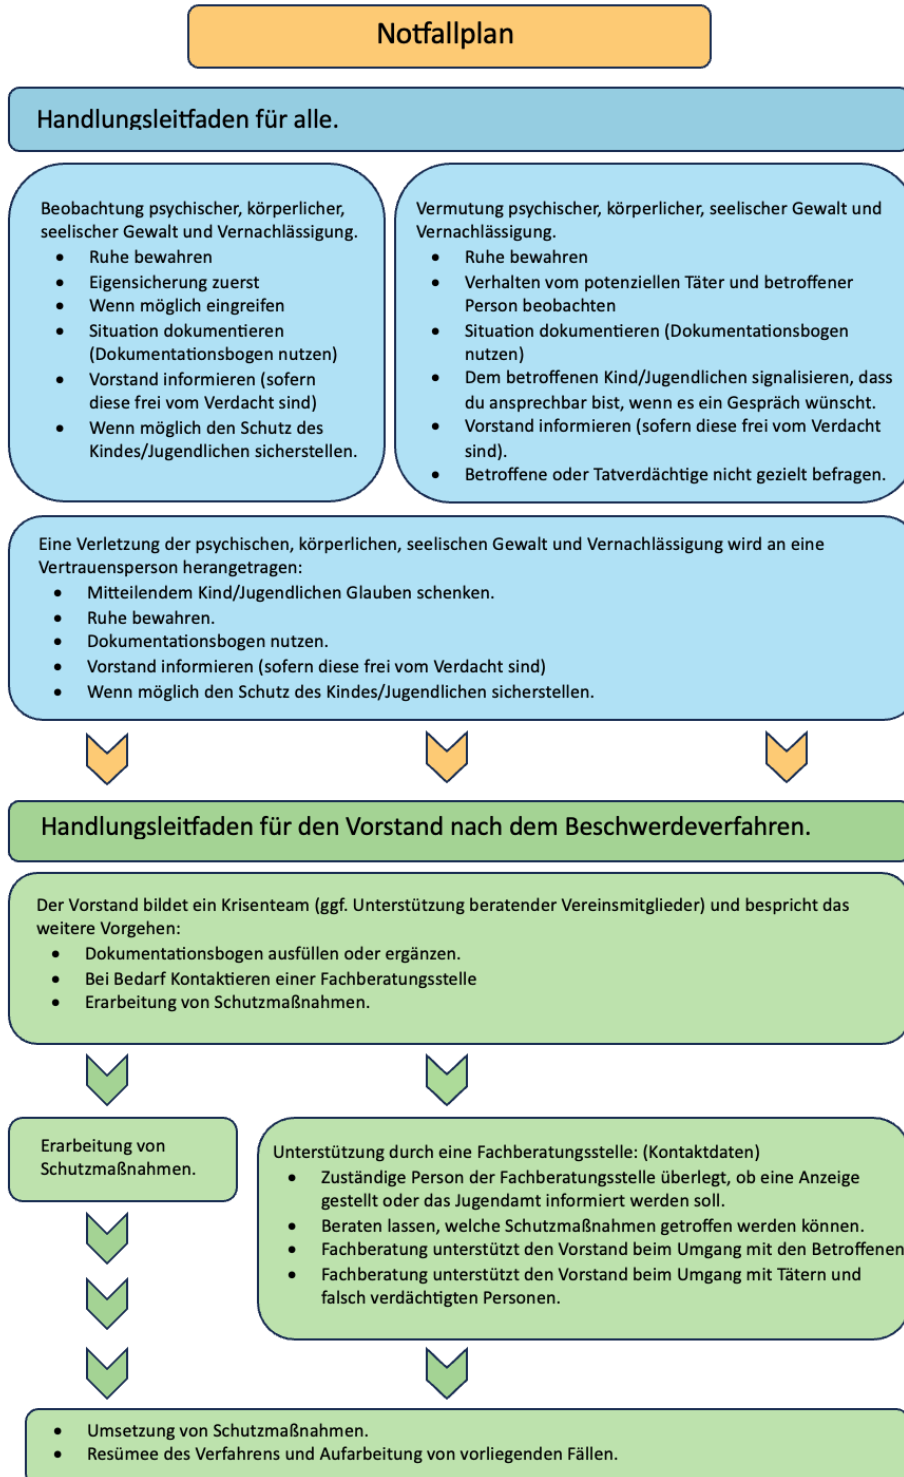 Notfallplan
Handlungsleitfaden für alle.
Beobachtung psychischer, körperlicher,
seelischer Gewalt und Vernachlässigung.
• Ruhe bewahren
• Eigensicherung zuerst
• Wenn möglich eingreifen
• Situation dokumentieren
(Dokumentationsbogen nutzen)
• Vorstand informieren (sofern
diese frei vom Verdacht sind)
• Wenn möglich den Schutz des
Kindes/Jugendlichen sicherstellen.
Vermutung psychischer, körperlicher, seelischer Gewalt und
Vernachlässigung.
• Ruhe bewahren
• Verhalten vom potenziellen Täter und betroffener
Person beobachten
• Situation dokumentieren (Dokumentationsbogen
nutzen)
• Dem betroffenen Kind/Jugendlichen signalisieren, dass
du ansprechbar bist, wenn es ein Gespräch wünscht.
• Vorstand informieren (sofern diese frei vom Verdacht
sind).
• Betroffene oder Tatverdächtige nicht gezielt befragen.
Eine Verletzung der psychischen, körperlichen, seelischen Gewalt und Vernachlässigung wird an eine
Vertrauensperson herangetragen:
• Mitteilendem Kind/Jugendlichen Glauben schenken.
• Ruhe bewahren.
• Dokumentationsbogen nutzen.
• Vorstand informieren (sofern diese frei vom Verdacht sind)
• Wenn möglich den Schutz des Kindes/Jugendlichen sicherstellen.
Handlungsleitfaden für den Vorstand nach dem Beschwerdeverfahren.
Der Vorstand bildet ein Krisenteam (ggf. Unterstützung beratender Vereinsmitglieder) und bespricht das
weitere Vorgehen:
• Dokumentationsbogen ausfüllen oder ergänzen.
• Bei Bedarf Kontaktieren einer Fachberatungsstelle
• Erarbeitung von Schutzmaßnahmen.
Erarbeitung von
Schutzmaßnahmen.
Unterstützung durch eine Fachberatungsstelle: (Kontaktdaten)
• Zuständige Person der Fachberatungsstelle überlegt, ob eine Anzeige
gestellt oder das Jugendamt informiert werden soll.
• Beraten lassen, welche Schutzmaßnahmen getroffen werden können.
• Fachberatung unterstützt den Vorstand beim Umgang mit den Betroffenen
• Fachberatung unterstützt den Vorstand beim Umgang mit Tätern und
falsch verdächtigten Personen.
• Umsetzung von Schutzmaßnahmen.
• Resümee des Verfahrens und Aufarbeitung von vorliegenden Fällen.